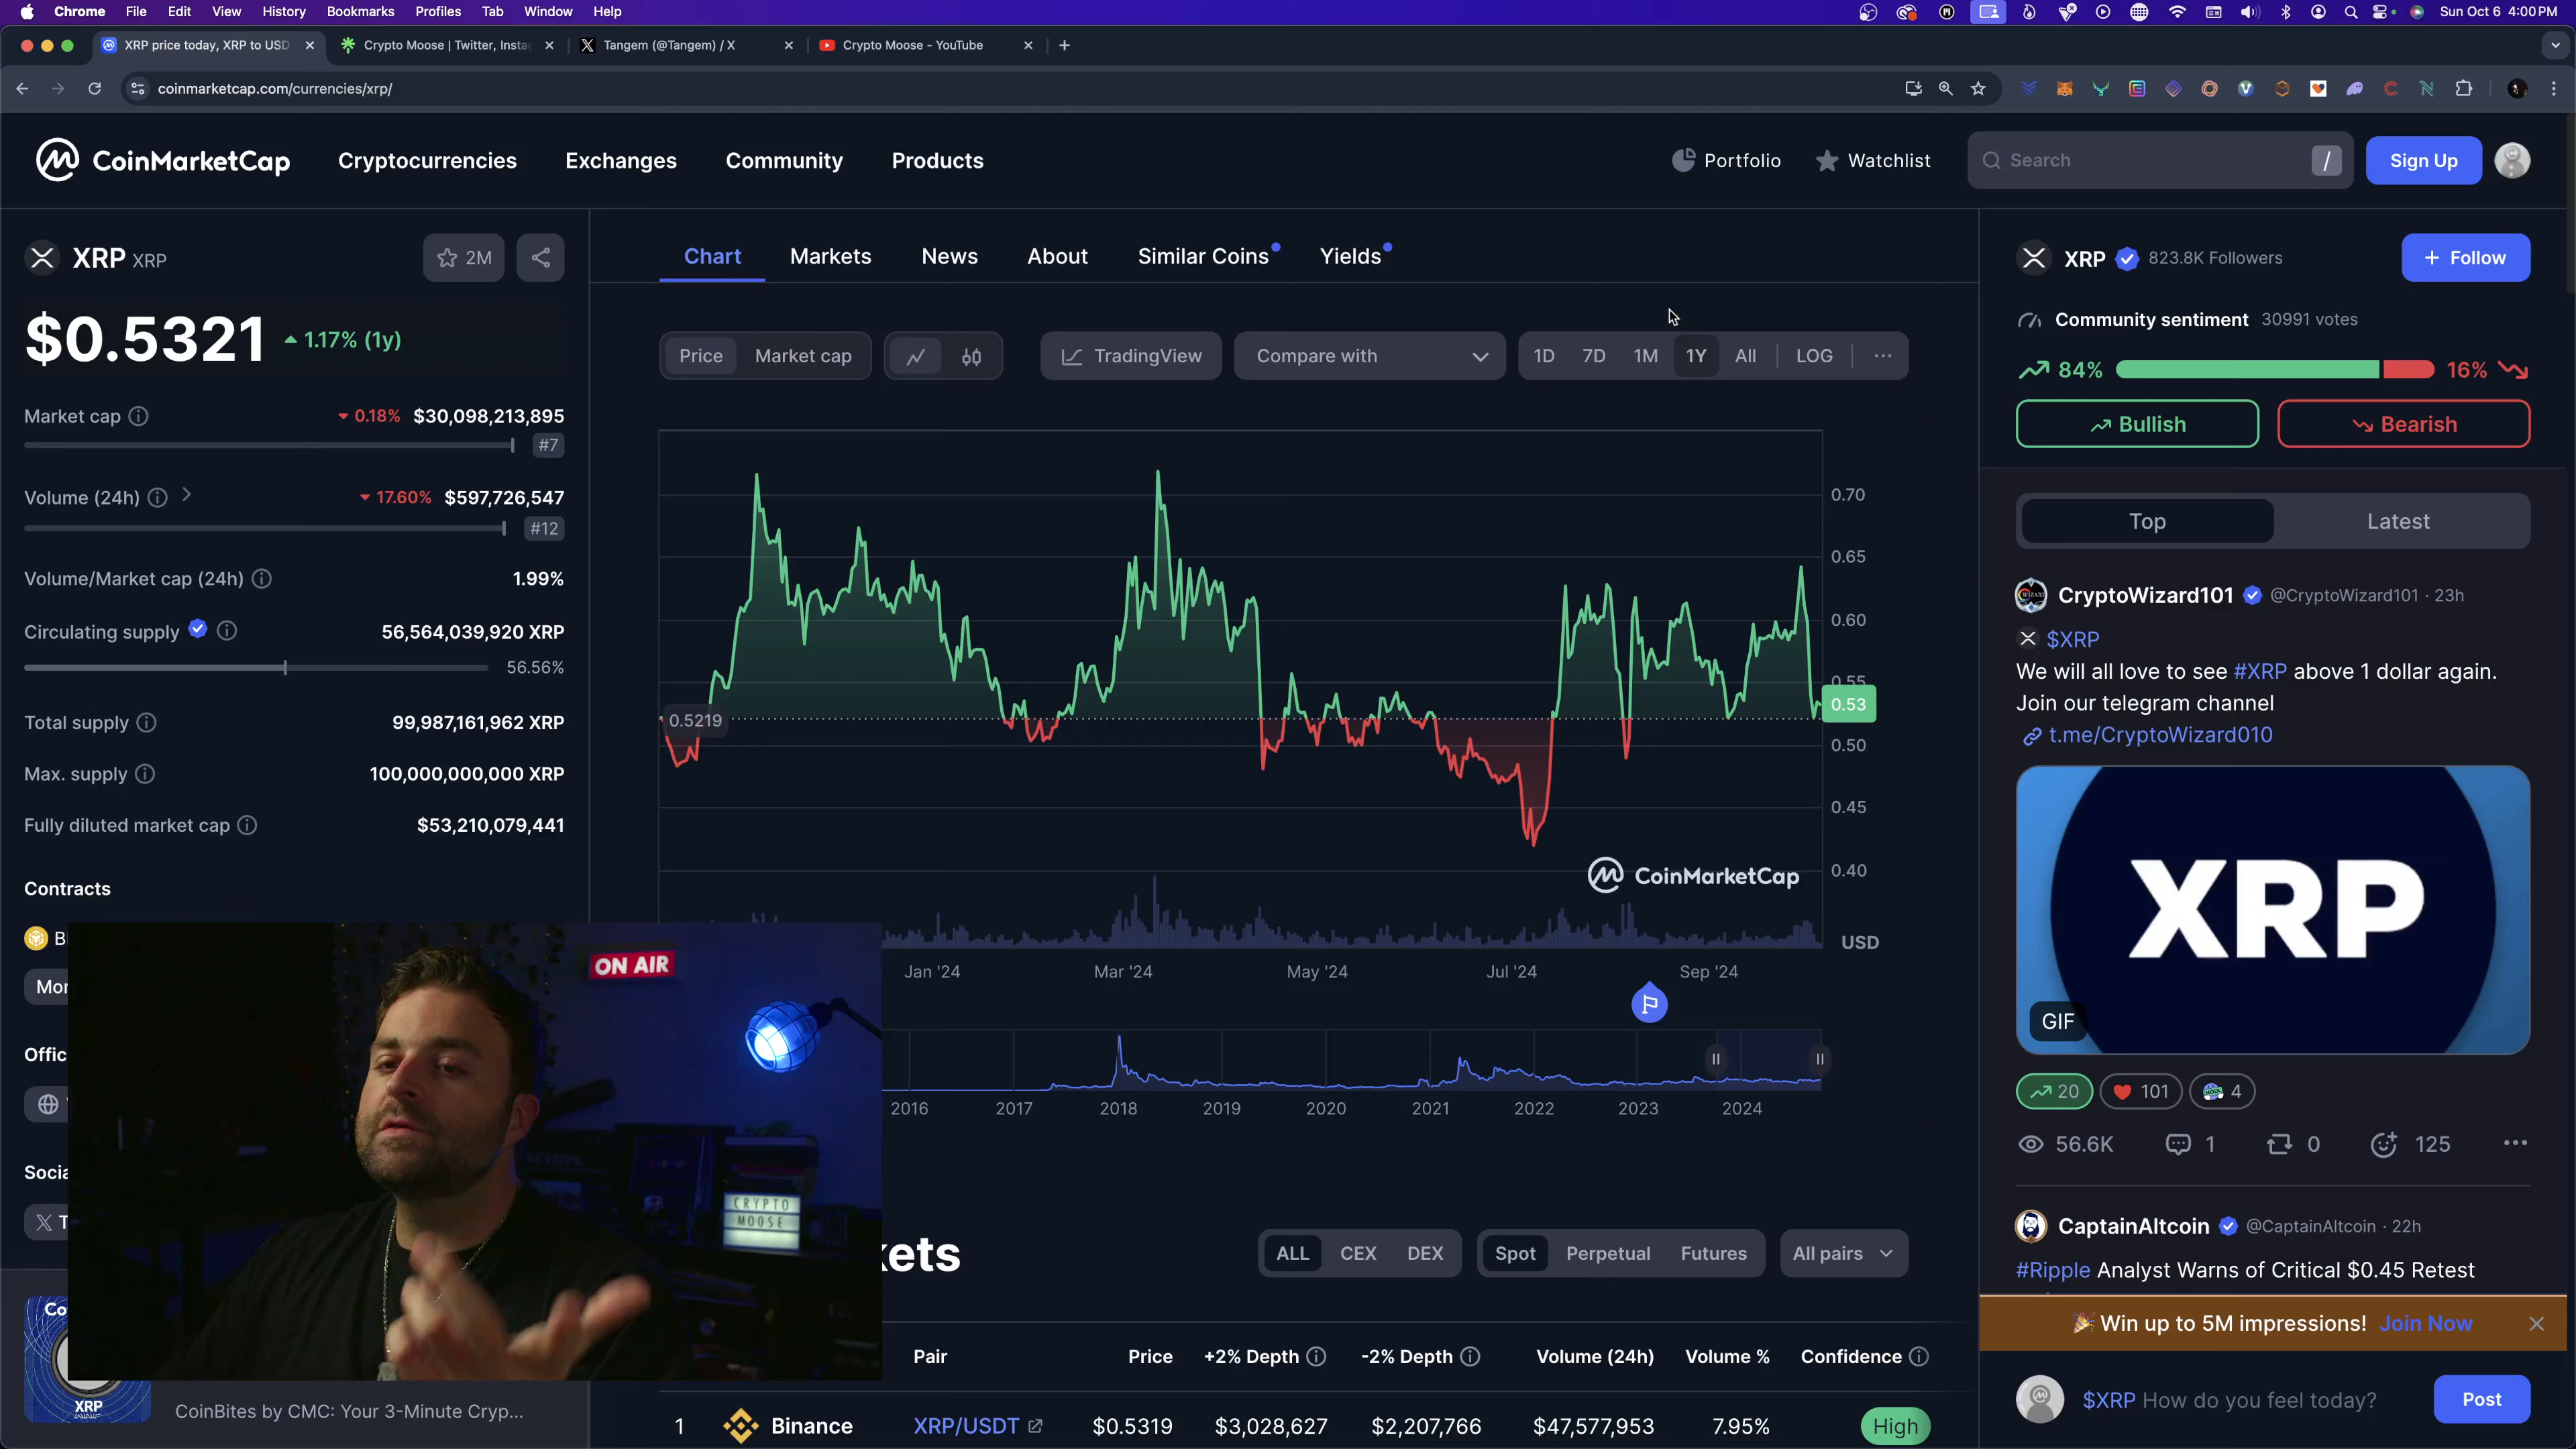 Chrome File Edit View History Bookmarks Profiles Tab Window Help Sun Oct 6 4:00 PM
XRP price today, XRP to USD Crypto Moose | Twitter, Insta Tangem (@Tangem) / X Crypto Moose - YouTube
coinmarketcap.com/currencies/xrp/
CoinMarketCap Cryptocurrencies Exchanges Community Products Portfolio Watchlist Search / Sign Up
XRP XRP 2M
$0.5321 1.17% (1y)
Market cap 0.18% $30,098,213,895
#7
Volume (24h) 17.60% $597,726,547
#12
Volume/Market cap (24h) 1.99%
Circulating supply 56,564,039,920 XRP
56.56%
Total supply 99,987,161,962 XRP
Max. supply 100,000,000,000 XRP
Fully diluted market cap $53,210,079,441
Contracts
B
Mor
Offic
Socia
T
Co
XRP
CoinBites by CMC: Your 3-Minute Cryp...
ON AIR
CRYPTO
MOOSE
Chart Markets News About Similar Coins Yields
Price Market cap TradingView Compare with 1D 7D 1M 1Y All LOG
0.70
0.65
0.60
0.55
0.53
0.5219
0.50
0.45
0.40
CoinMarketCap
USD
Jan '24 Mar '24 May '24 Jul '24 Sep '24
2016 2017 2018 2019 2020 2021 2022 2023 2024
kets ALL CEX DEX Spot Perpetual Futures All pairs
Pair Price +2% Depth -2% Depth Volume (24h) Volume % Confidence
1 Binance XRP/USDT $0.5319 $3,028,627 $2,207,766 $47,577,953 7.95% High
XRP 823.8K Followers + Follow
Community sentiment 30991 votes
84% 16%
Bullish Bearish
Top Latest
CryptoWizard101 @CryptoWizard101 · 23h
$XRP
We will all love to see #XRP above 1 dollar again.
Join our telegram channel
t.me/CryptoWizard010
XRP
GIF
20 101 4
56.6K 1 0 125
CaptainAltcoin @CaptainAltcoin · 22h
#Ripple Analyst Warns of Critical $0.45 Retest
Win up to 5M impressions! Join Now
$XRP How do you feel today? Post